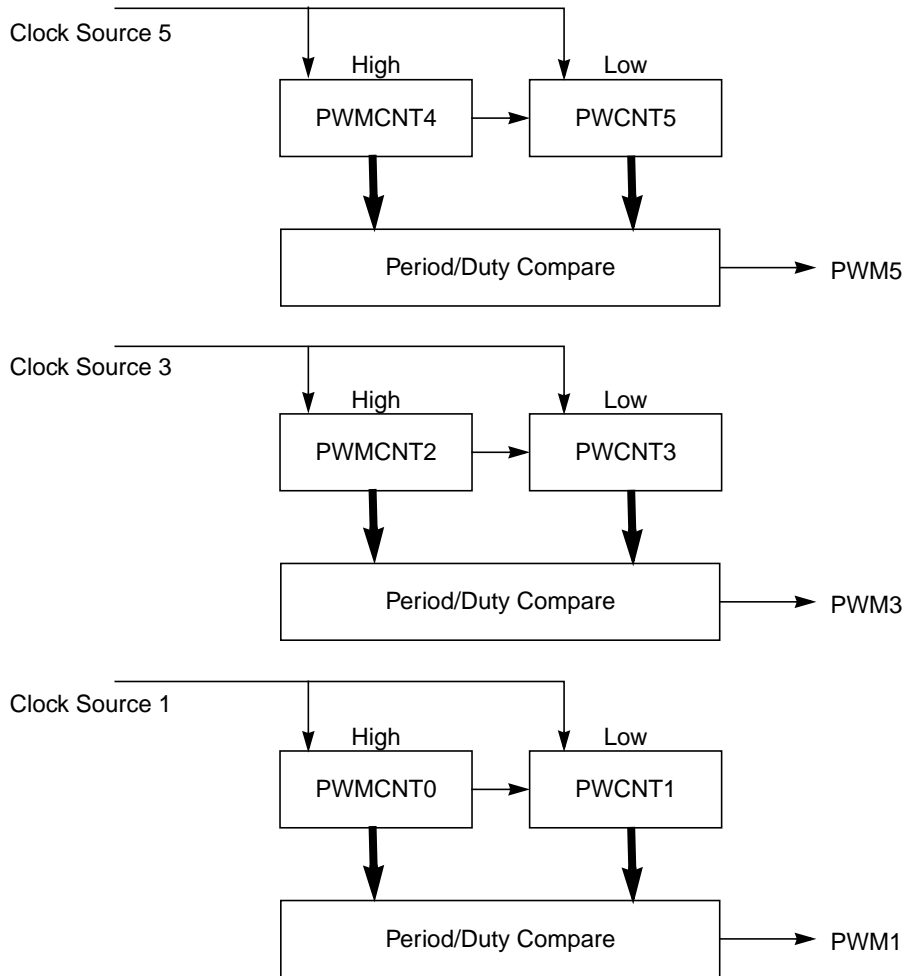 Clock Source 5
High
Low
PWMCNT4
PWCNT5
Period/Duty Compare
PWM5
Clock Source 3
High
Low
PWMCNT2
PWCNT3
Period/Duty Compare
PWM3
Clock Source 1
High
Low
PWMCNT0
PWCNT1
Period/Duty Compare
PWM1